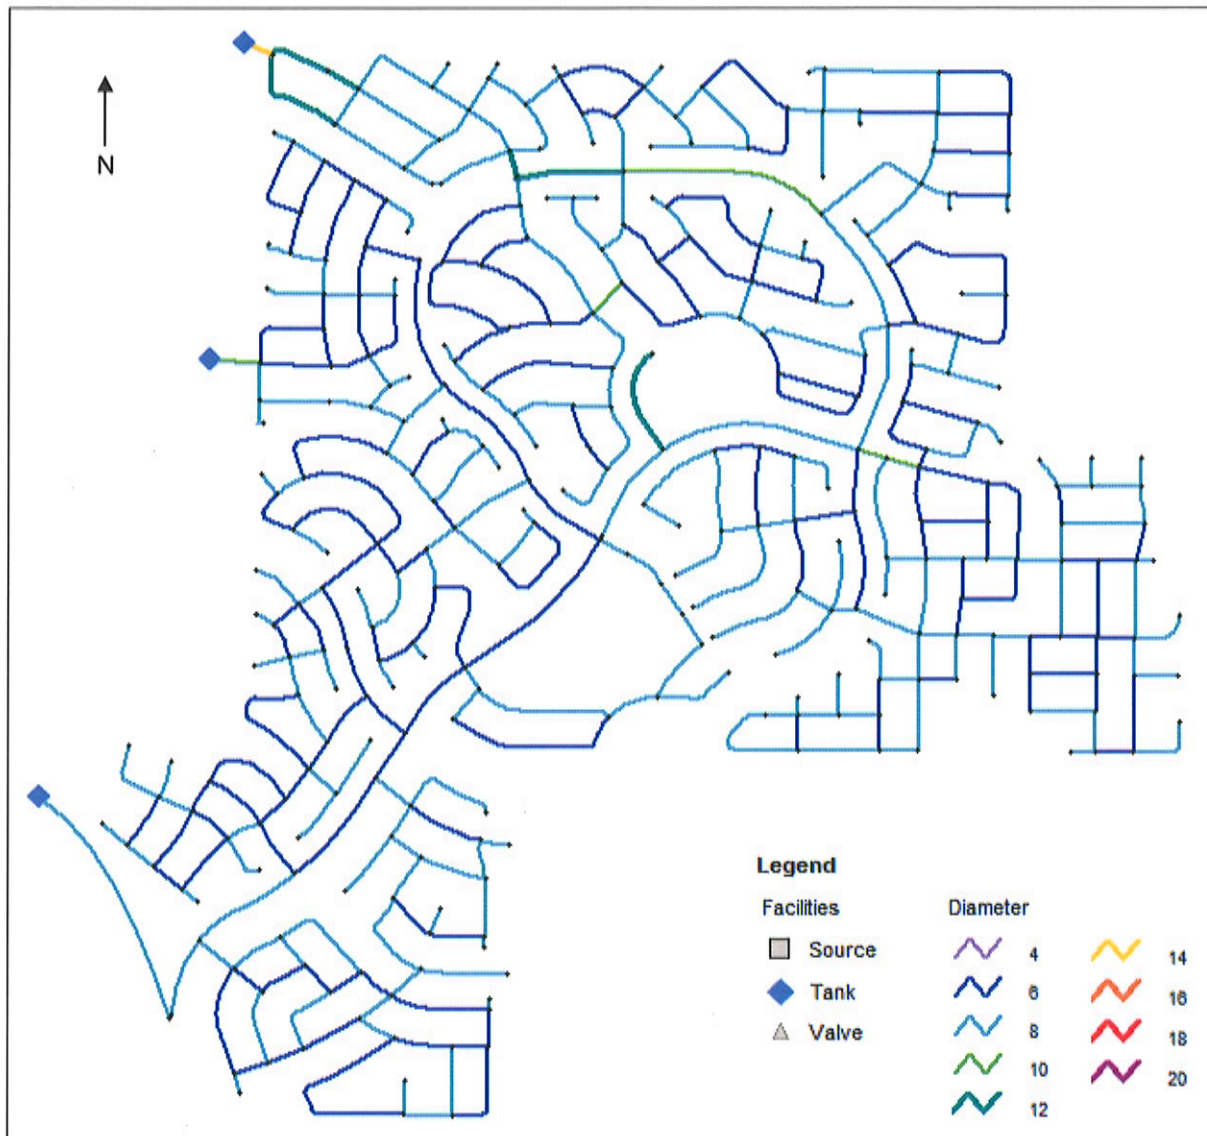 N
Legend
Facilities Diameter
Source 4 14
Tank 6 16
Valve 8 18
10 20
12